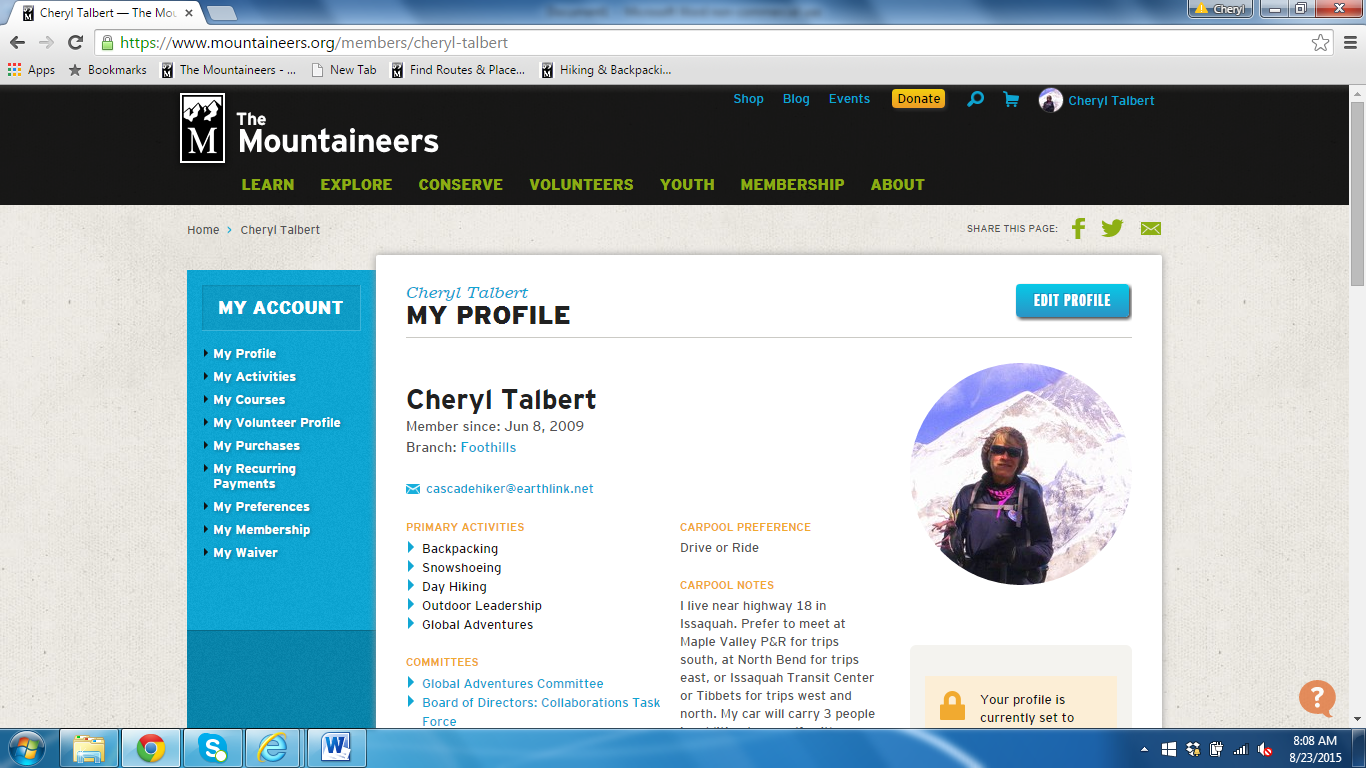 Cheryl Talbert — The Mou
Cheryl
https://www.mountaineers.org/members/cheryl-talbert
Apps
Bookmarks
The Mountaineers - ...
New Tab
Find Routes & Place...
Hiking & Backpacki...
Shop
Blog
Events
Donate
Cheryl Talbert
M
The
Mountaineers
LEARN
EXPLORE
CONSERVE
VOLUNTEERS
YOUTH
MEMBERSHIP
ABOUT
Home > Cheryl Talbert
SHARE THIS PAGE:
MY ACCOUNT
My Profile
My Activities
My Courses
My Volunteer Profile
My Purchases
My Recurring
Payments
My Preferences
My Membership
My Waiver
Cheryl Talbert
MY PROFILE
EDIT PROFILE
Cheryl Talbert
Member since: Jun 8, 2009
Branch: Foothills
cascadehiker@earthlink.net
PRIMARY ACTIVITIES
Backpacking
Snowshoeing
Day Hiking
Outdoor Leadership
Global Adventures
COMMITTEES
Global Adventures Committee
Board of Directors: Collaborations Task
Force
CARPOOL PREFERENCE
Drive or Ride
CARPOOL NOTES
I live near highway 18 in
Issaquah. Prefer to meet at
Maple Valley P&R for trips
south, at North Bend for trips
east, or Issaquah Transit Center
or Tibbets for trips west and
north. My car will carry 3 people
Your profile is
currently set to
?
8:08 AM
8/23/2015